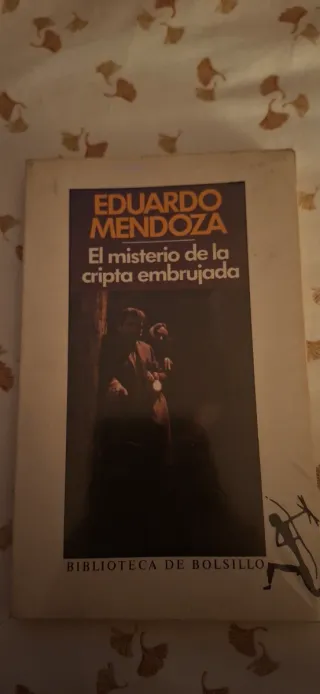 EDUARDO
MENDOZA
El misterio de la
cripta embrujada
BIBLIOTECA DE BOLSILLO